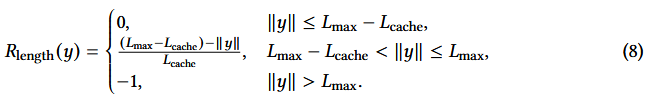 R_length(y) = { 0, ‖y‖ ≤ L_max − L_cache,
(L_max−L_cache)−‖y‖ / L_cache, L_max − L_cache < ‖y‖ ≤ L_max, (8)
−1, ‖y‖ > L_max.